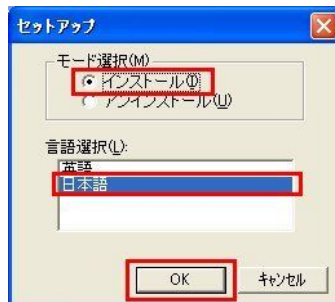 セットアップ
モード選択(M)
インストール(I)
アンインストール(U)
言語選択(L):
英語
日本語
OK
キャンセル